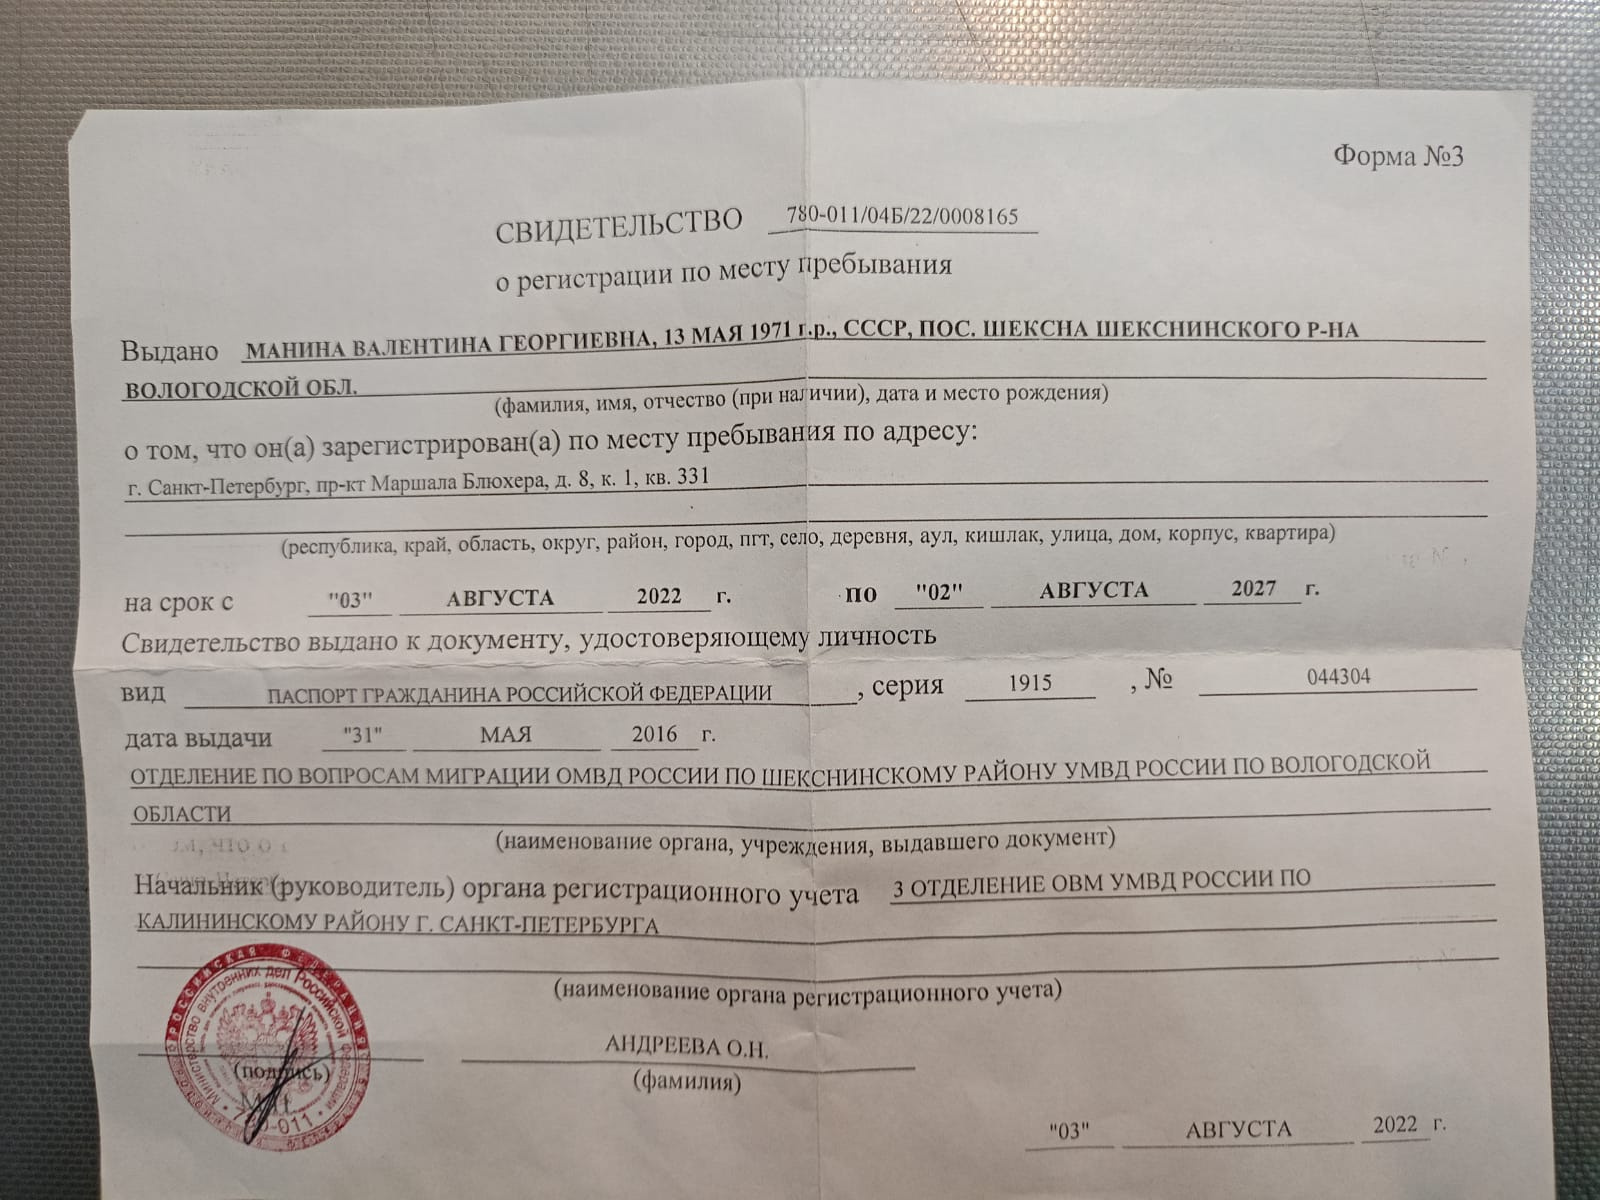 Форма №3
СВИДЕТЕЛЬСТВО 780-011/04Б/22/0008165
о регистрации по месту пребывания
Выдано МАНИНА ВАЛЕНТИНА ГЕОРГИЕВНА, 13 МАЯ 1971 г.р., СССР, ПОС. ШЕКСНА ШЕКСНИНСКОГО Р-НА
ВОЛОГОДСКОЙ ОБЛ.
(фамилия, имя, отчество (при наличии), дата и место рождения)
о том, что он(а) зарегистрирован(а) по месту пребывания по адресу:
г. Санкт-Петербург, пр-кт Маршала Блюхера, д. 8, к. 1, кв. 331
(республика, край, область, округ, район, город, пгт, село, деревня, аул, кишлак, улица, дом, корпус, квартира)
на срок с "03" АВГУСТА 2022 г. по "02" АВГУСТА 2027 г.
Свидетельство выдано к документу, удостоверяющему личность
вид ПАСПОРТ ГРАЖДАНИНА РОССИЙСКОЙ ФЕДЕРАЦИИ, серия 1915, № 044304
дата выдачи "31" МАЯ 2016 г.
ОТДЕЛЕНИЕ ПО ВОПРОСАМ МИГРАЦИИ ОМВД РОССИИ ПО ШЕКСНИНСКОМУ РАЙОНУ УМВД РОССИИ ПО ВОЛОГОДСКОЙ
ОБЛАСТИ
(наименование органа, учреждения, выдавшего документ)
Начальник (руководитель) органа регистрационного учета 3 ОТДЕЛЕНИЕ ОВМ УМВД РОССИИ ПО
КАЛИНИНСКОМУ РАЙОНУ Г. САНКТ-ПЕТЕРБУРГА
(наименование органа регистрационного учета)
РОССИЙСКАЯ ФЕДЕРАЦИЯ
Министерство внутренних дел Российской Федерации
АНДРЕЕВА О.Н.
(подпись) (фамилия)
"03" АВГУСТА 2022 г.